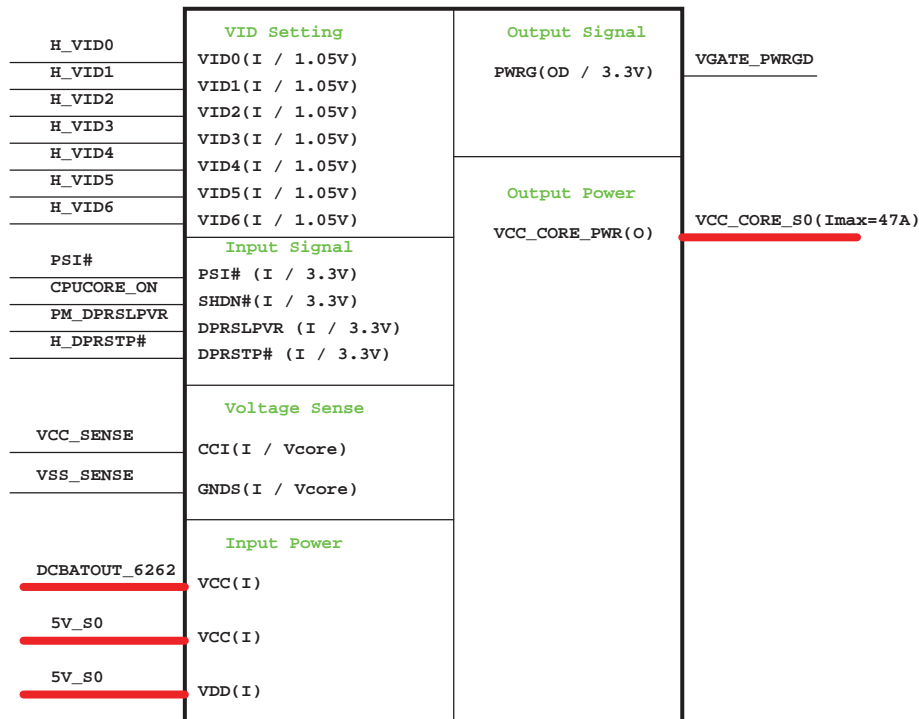 VID Setting
H_VID0
VID0(I / 1.05V)
H_VID1
VID1(I / 1.05V)
H_VID2
VID2(I / 1.05V)
H_VID3
VID3(I / 1.05V)
H_VID4
VID4(I / 1.05V)
H_VID5
VID5(I / 1.05V)
H_VID6
VID6(I / 1.05V)
Input Signal
PSI#
PSI# (I / 3.3V)
CPUCORE_ON
SHDN#(I / 3.3V)
PM_DPRSLPVR
DPRSLPVR (I / 3.3V)
H_DPRSTP#
DPRSTP# (I / 3.3V)
Voltage Sense
VCC_SENSE
CCI(I / Vcore)
VSS_SENSE
GNDS(I / Vcore)
Input Power
DCBATOUT_6262
VCC(I)
5V_S0
VCC(I)
5V_S0
VDD(I)
Output Signal
PWRG(OD / 3.3V)
VGATE_PWRGD
Output Power
VCC_CORE_PWR(O)
VCC_CORE_S0(Imax=47A)